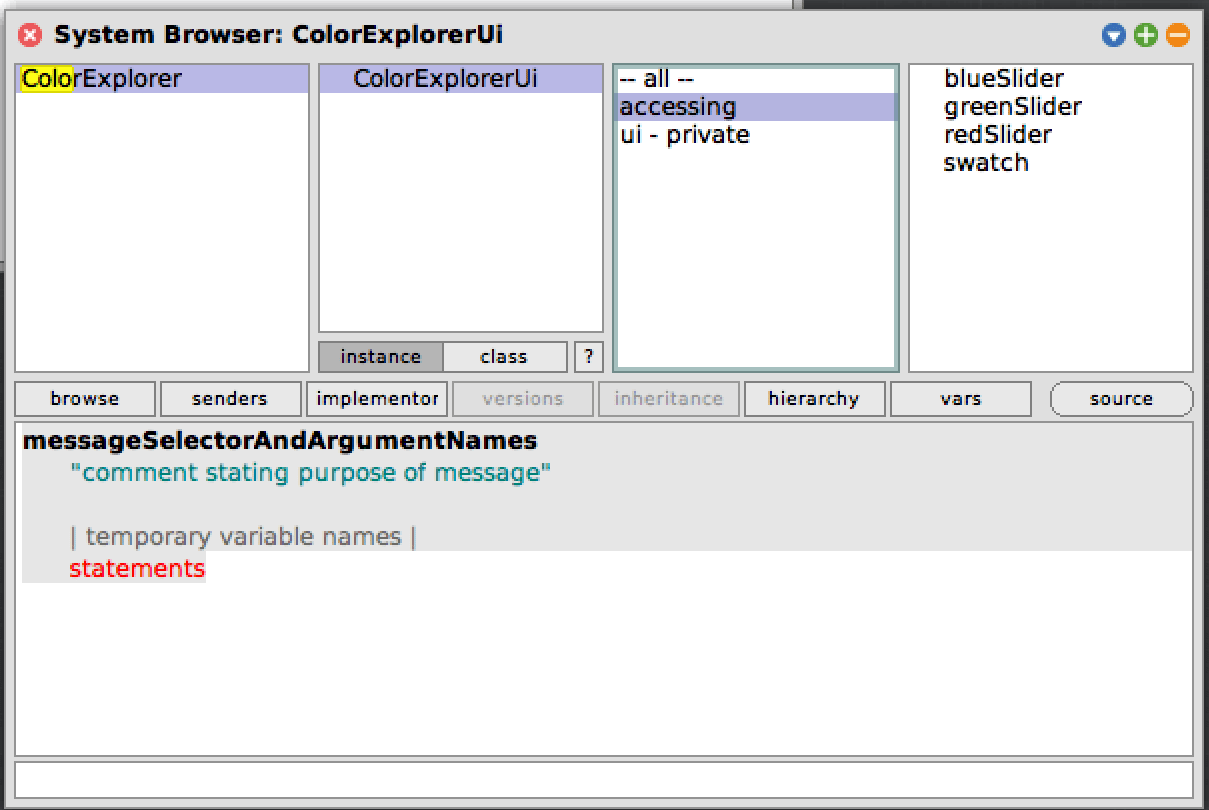 System Browser: ColorExplorerUi
ColorExplorer
ColorExplorerUi
-- all --
accessing
ui - private
blueSlider
greenSlider
redSlider
swatch
instance class ?
browse senders implementor versions inheritance hierarchy vars source
messageSelectorAndArgumentNames
"comment stating purpose of message"
| temporary variable names |
statements